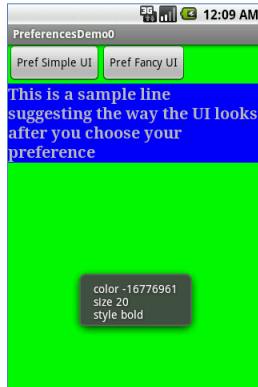 3G 12:09 AM
PreferencesDemo0
Pref Simple UI Pref Fancy UI
This is a sample line
suggesting the way the UI looks
after you choose your
preference
color -16776961
size 20
style bold